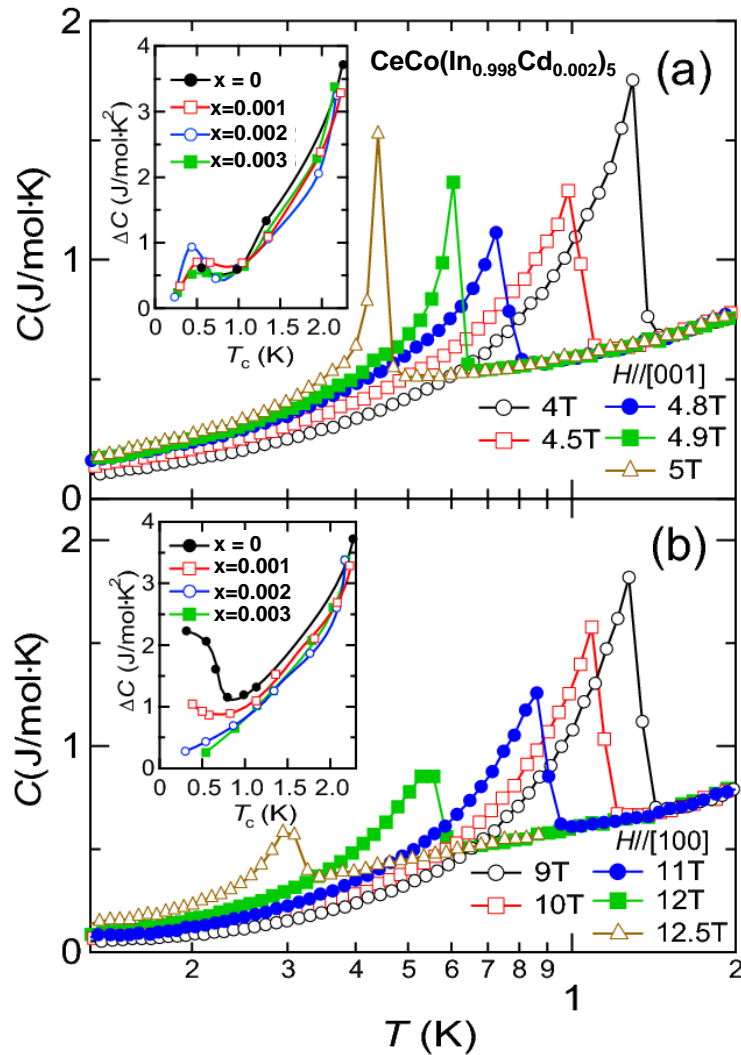 2
(a)
CeCo(In0.998Cd0.002)5
4
3
2
1
0
ΔC (J/mol·K2)
x = 0
x=0.001
x=0.002
x=0.003
0 0.5 1.0 1.5 2.0
Tc (K)
C(J/mol·K)
1
H//[001]
4T
4.5T
4.8T
4.9T
5T
0
2
(b)
4
3
2
1
0
ΔC (J/mol·K2)
x = 0
x=0.001
x=0.002
x=0.003
0 0.5 1.0 1.5 2.0
Tc (K)
C(J/mol·K)
1
H//[100]
9T
10T
11T
12T
12.5T
0
2 3 4 5 6 7 8 9 1 2
T (K)